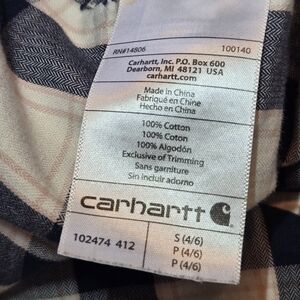 RN#14806 100140
Carhartt, Inc. P.O. Box 600
Dearborn, MI 48121 USA
carhartt.com
Made in China
Fabriqué en Chine
Hecho en China
100% Cotton
100% Coton
100% Algodón
Exclusive of Trimming
Sans garniture
Sin incluir adorno
carhartt
102474 412 S (4/6)
P (4/6)
P (4/6)